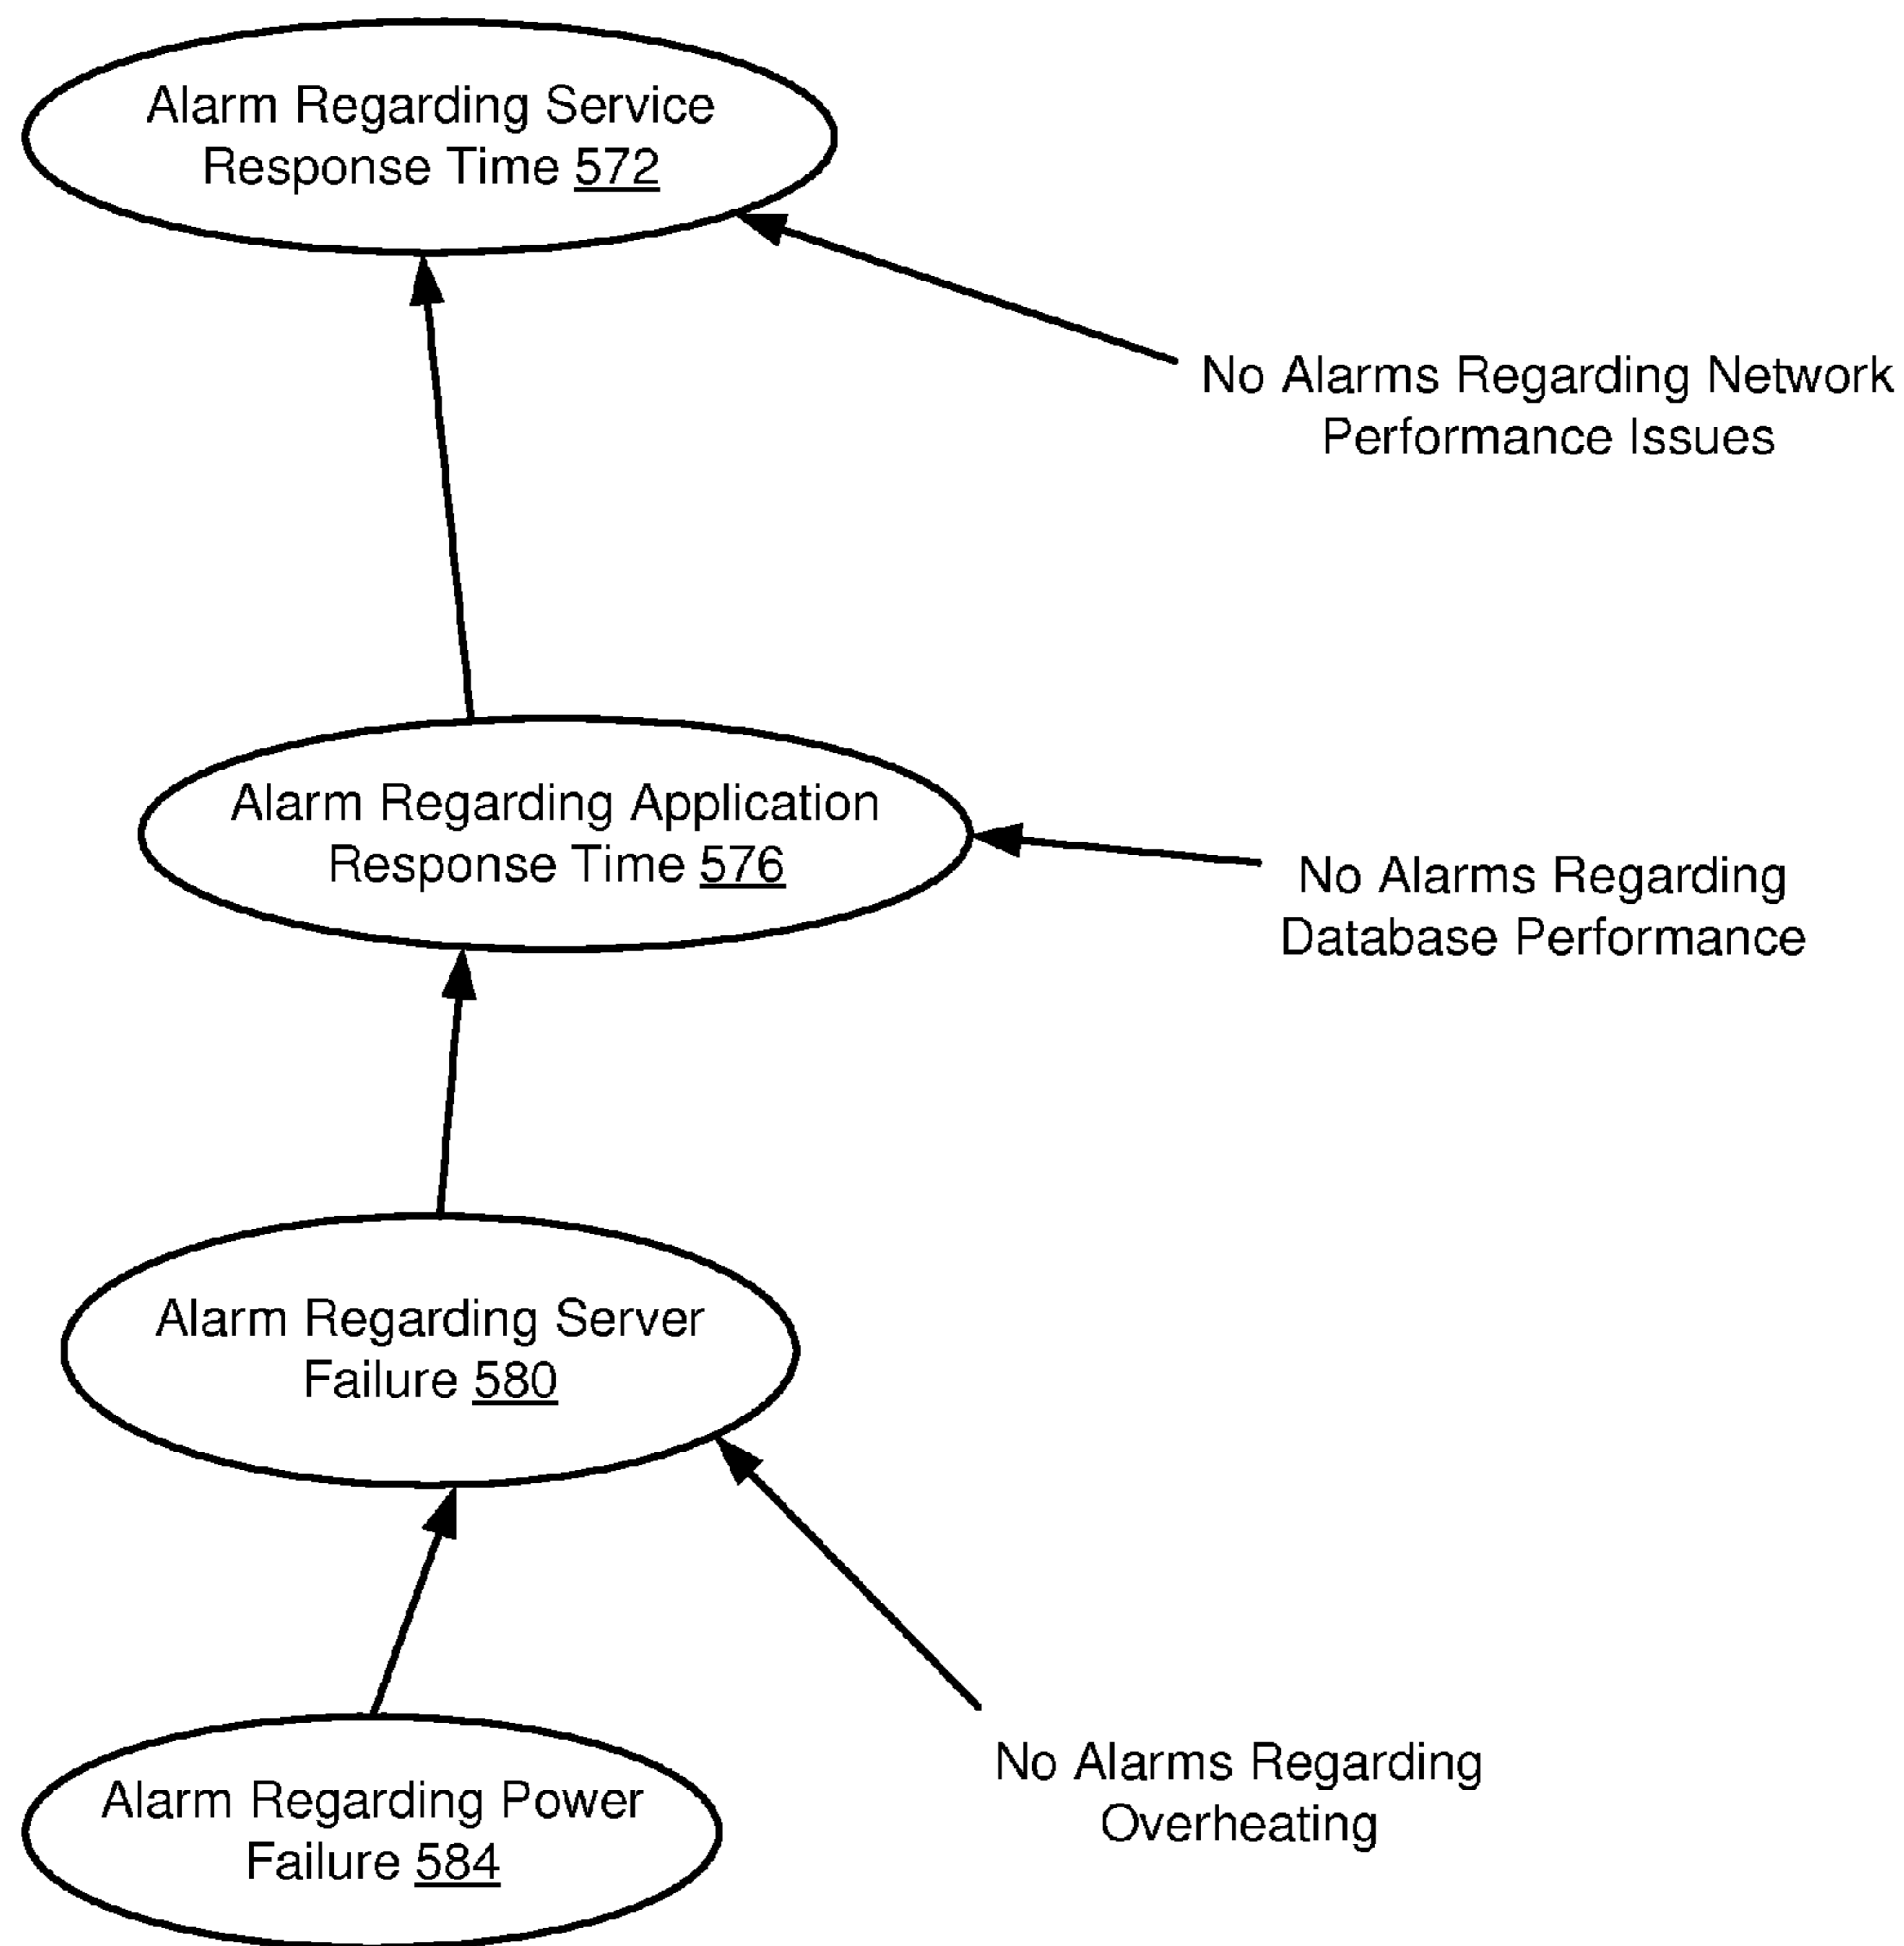 Alarm Regarding Service
Response Time 572
No Alarms Regarding Network
Performance Issues
Alarm Regarding Application
Response Time 576
No Alarms Regarding
Database Performance
Alarm Regarding Server
Failure 580
No Alarms Regarding
Overheating
Alarm Regarding Power
Failure 584